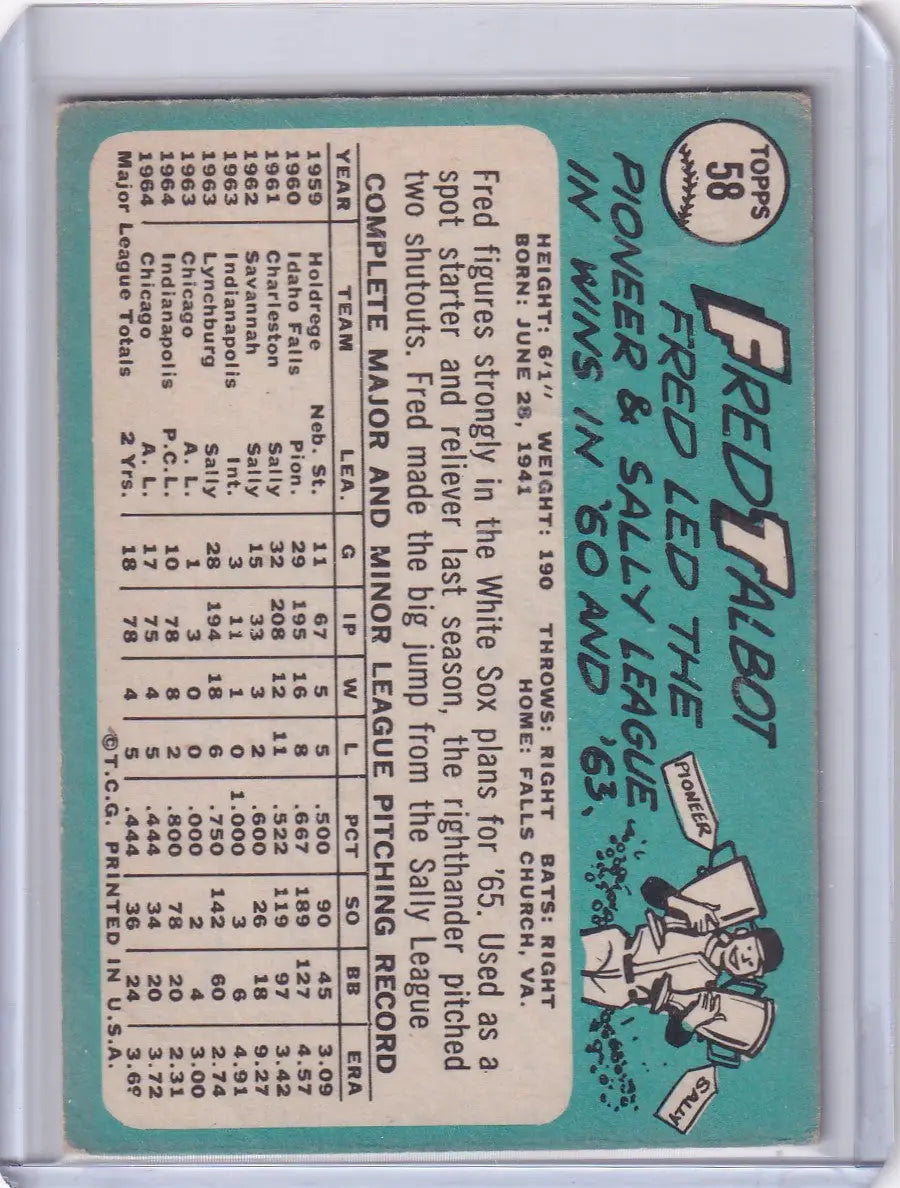 TOPPS
58
FRED TALBOT
FRED LED THE
PIONEER & SALLY LEAGUE
IN WINS IN '60 AND '63.
PIONEER
SALLY
HEIGHT: 6/1" WEIGHT: 190 THROWS: RIGHT BATS: RIGHT
BORN: JUNE 28, 1941 HOME: FALLS CHURCH, VA.
Fred figures strongly in the White Sox plans for '65. Used as a
spot starter and reliever last season, the righthander pitched
two shutouts. Fred made the big jump from the Sally League
COMPLETE MAJOR AND MINOR LEAGUE PITCHING RECORD
YEAR TEAM LEA. G IP W L PCT SO BB ERA
1959 Holdrege Neb. St. 11 67 5 5 .500 90 45 3.09
1960 Idaho Falls Pion. 29 195 16 8 .667 189 127 4.57
1961 Charleston Sally 32 208 12 11 .522 119 97 3.42
1962 Savannah Sally 15 33 3 2 .600 26 18 9.27
1963 Indianapolis Int. 3 11 1 0 1.000 3 6 4.91
1963 Lynchburg Sally 28 194 18 6 .750 142 60 2.74
1963 Chicago A. L. 1 3 0 0 .000 2 4 3.00
1964 Indianapolis P.C.L. 10 78 8 2 .800 78 20 2.31
1964 Chicago A. L. 17 75 4 5 .444 34 20 3.72
Major League Totals 2 Yrs. 18 78 4 5 .444 36 24 3.69
©T.C.G. PRINTED IN U.S.A.